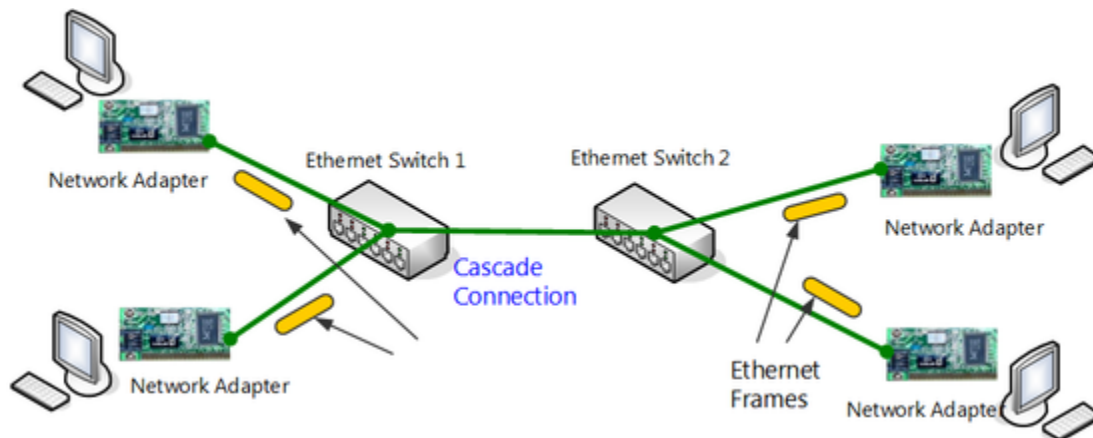 Ethernet Switch 1
Ethernet Switch 2
Network Adapter
Network Adapter
Cascade
Connection
Network Adapter
Ethernet
Frames
Network Adapter